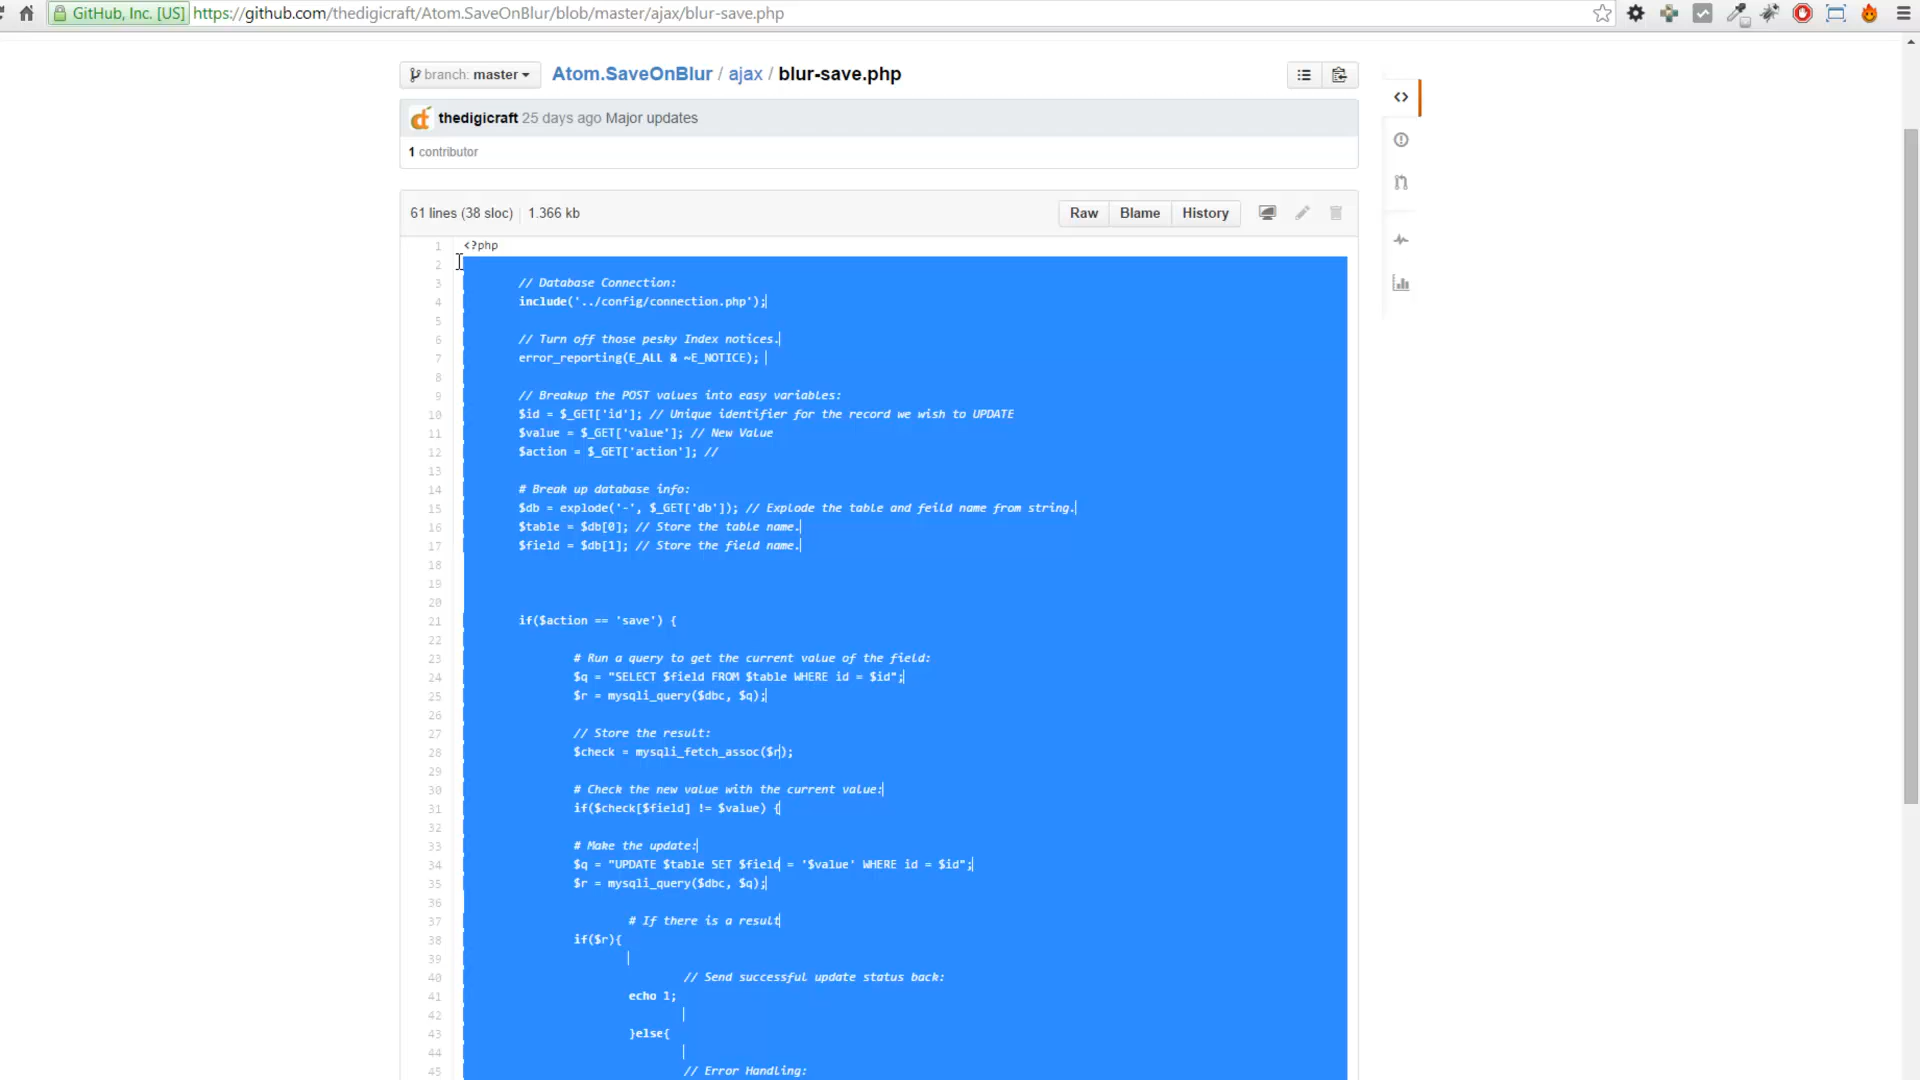 GitHub, Inc. [US] https://github.com/thedigicraft/Atom.SaveOnBlur/blob/master/ajax/blur-save.php
branch: master Atom.SaveOnBlur / ajax / blur-save.php
thedigicraft 25 days ago Major updates
1 contributor
61 lines (38 sloc) 1.366 kb Raw Blame History
1 <?php
2
3 // Database Connection:
4 include('../config/connection.php');
5
6 // Turn off those pesky Index notices.
7 error_reporting(E_ALL & ~E_NOTICE);
8
9 // Breakup the POST values into easy variables:
10 $id = $_GET['id']; // Unique identifier for the record we wish to UPDATE
11 $value = $_GET['value']; // New Value
12 $action = $_GET['action']; //
13
14 # Break up database info:
15 $db = explode('-', $_GET['db']); // Explode the table and feild name from string.
16 $table = $db[0]; // Store the table name.
17 $field = $db[1]; // Store the field name.
18
19
20
21 if($action == 'save') {
22
23 # Run a query to get the current value of the field:
24 $q = "SELECT $field FROM $table WHERE id = $id";
25 $r = mysqli_query($dbc, $q);
26
27 // Store the result:
28 $check = mysqli_fetch_assoc($r);
29
30 # Check the new value with the current value:
31 if($check[$field] != $value) {
32
33 # Make the update:
34 $q = "UPDATE $table SET $field = '$value' WHERE id = $id";
35 $r = mysqli_query($dbc, $q);
36
37 # If there is a result
38 if($r){
39
40 // Send successful update status back:
41 echo 1;
42
43 }else{
44
45 // Error Handling: